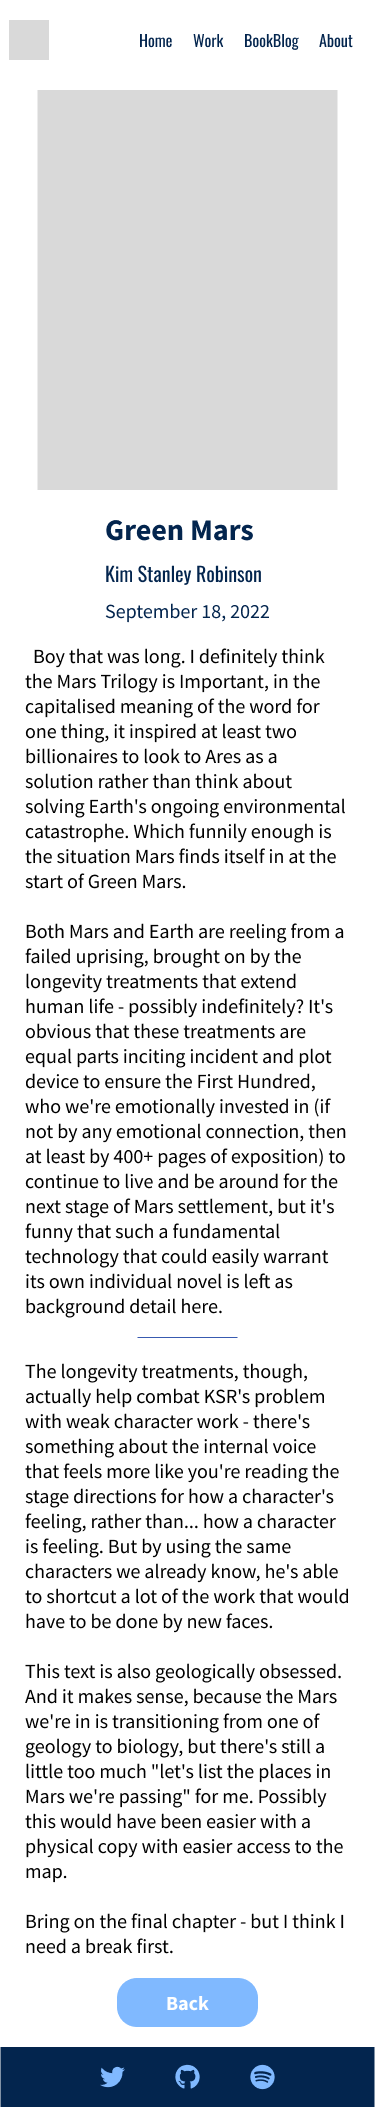 Home Work BookBlog About
Green Mars
Kim Stanley Robinson
September 18, 2022
Boy that was long. I definitely think
the Mars Trilogy is Important, in the
capitalised meaning of the word for
one thing, it inspired at least two
billionaires to look to Ares as a
solution rather than think about
solving Earth's ongoing environmental
catastrophe. Which funnily enough is
the situation Mars finds itself in at the
start of Green Mars.
Both Mars and Earth are reeling from a
failed uprising, brought on by the
longevity treatments that extend
human life - possibly indefinitely? It's
obvious that these treatments are
equal parts inciting incident and plot
device to ensure the First Hundred,
who we're emotionally invested in (if
not by any emotional connection, then
at least by 400+ pages of exposition) to
continue to live and be around for the
next stage of Mars settlement, but it's
funny that such a fundamental
technology that could easily warrant
its own individual novel is left as
background detail here.
The longevity treatments, though,
actually help combat KSR's problem
with weak character work - there's
something about the internal voice
that feels more like you're reading the
stage directions for how a character's
feeling, rather than... how a character
is feeling. But by using the same
characters we already know, he's able
to shortcut a lot of the work that would
have to be done by new faces.
This text is also geologically obsessed.
And it makes sense, because the Mars
we're in is transitioning from one of
geology to biology, but there's still a
little too much "let's list the places in
Mars we're passing" for me. Possibly
this would have been easier with a
physical copy with easier access to the
map.
Bring on the final chapter - but I think I
need a break first.
Back